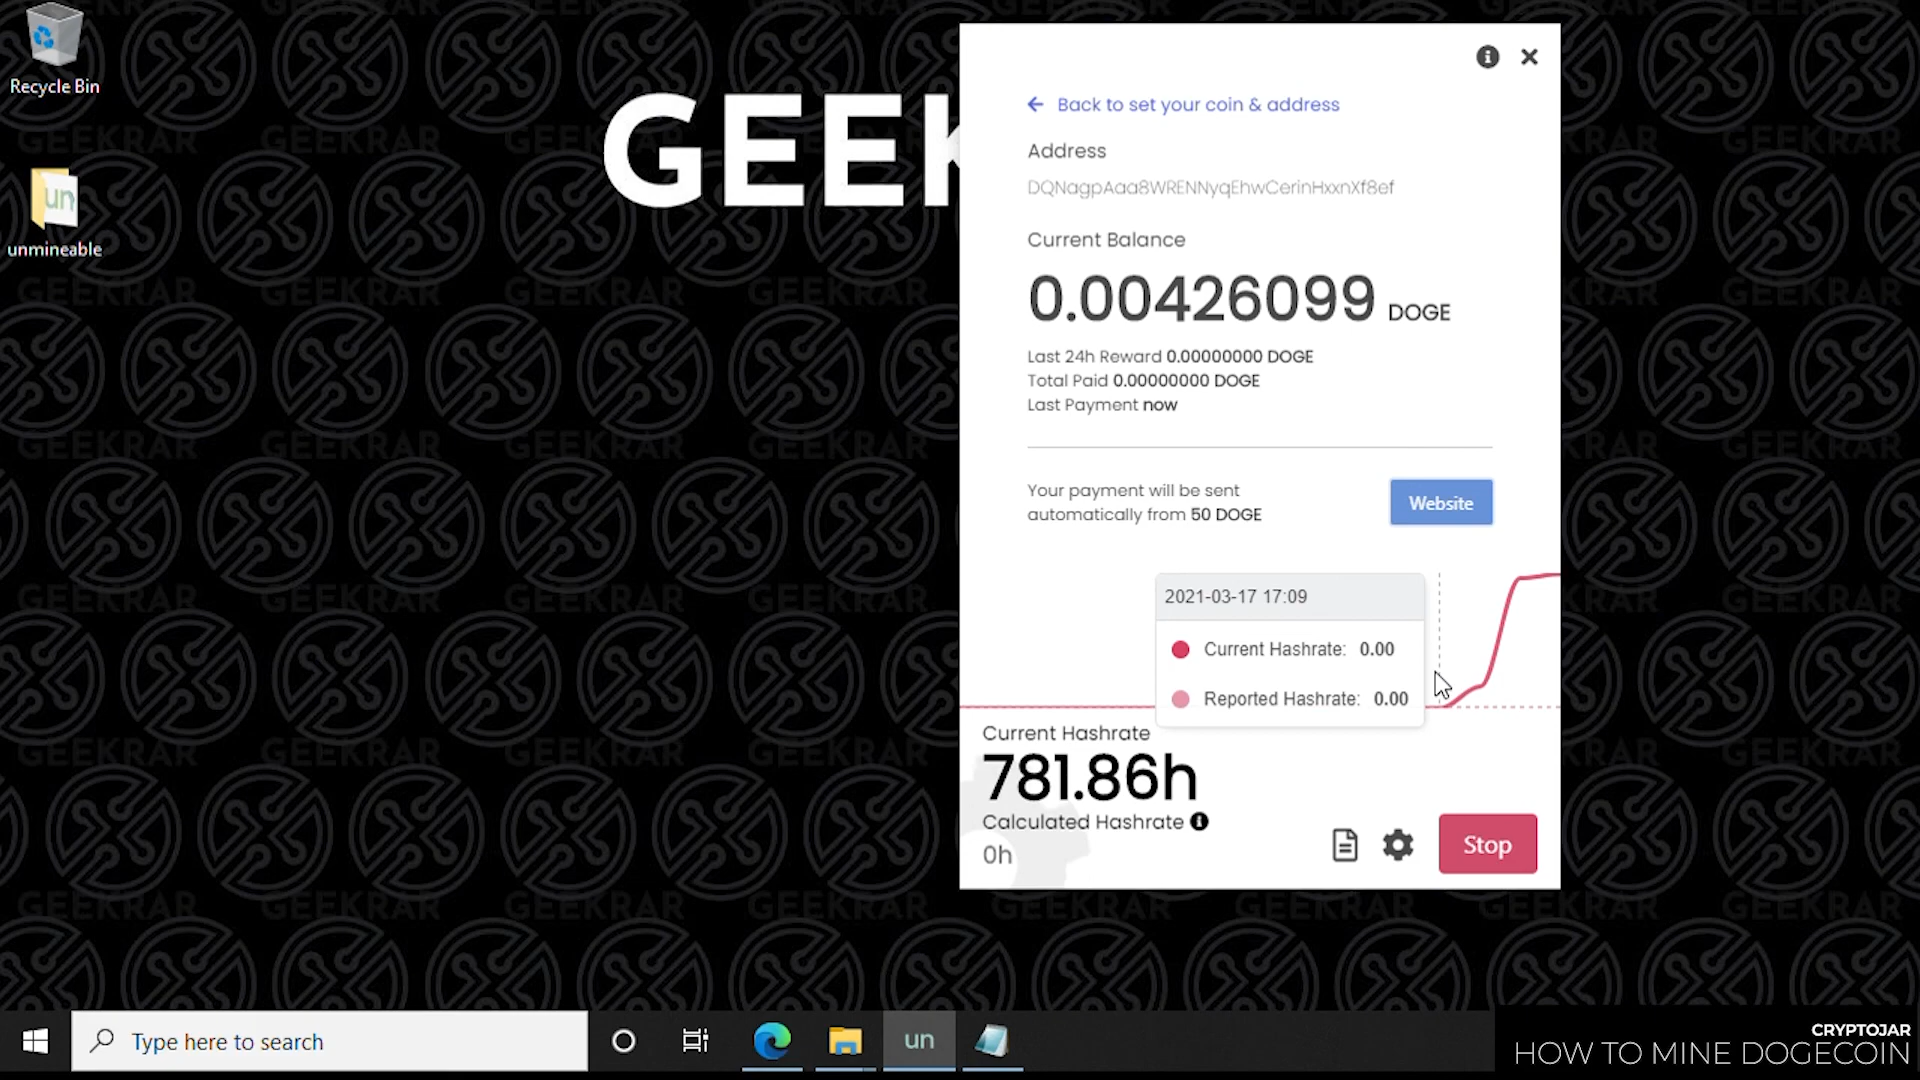 Recycle Bin
unmineable
GEEK
Back to set your coin & address
Address
DQNagpAaa8WRENNyqEhwCerinHxxnXf8ef
Current Balance
0.00426099 DOGE
Last 24h Reward 0.00000000 DOGE
Total Paid 0.00000000 DOGE
Last Payment now
Your payment will be sent
automatically from 50 DOGE
Website
2021-03-17 17:09
Current Hashrate: 0.00
Reported Hashrate: 0.00
Current Hashrate
781.86h
Calculated Hashrate
0h
Stop
Type here to search
un
CRYPTOJAR
HOW TO MINE DOGECOIN
GEEKRAR